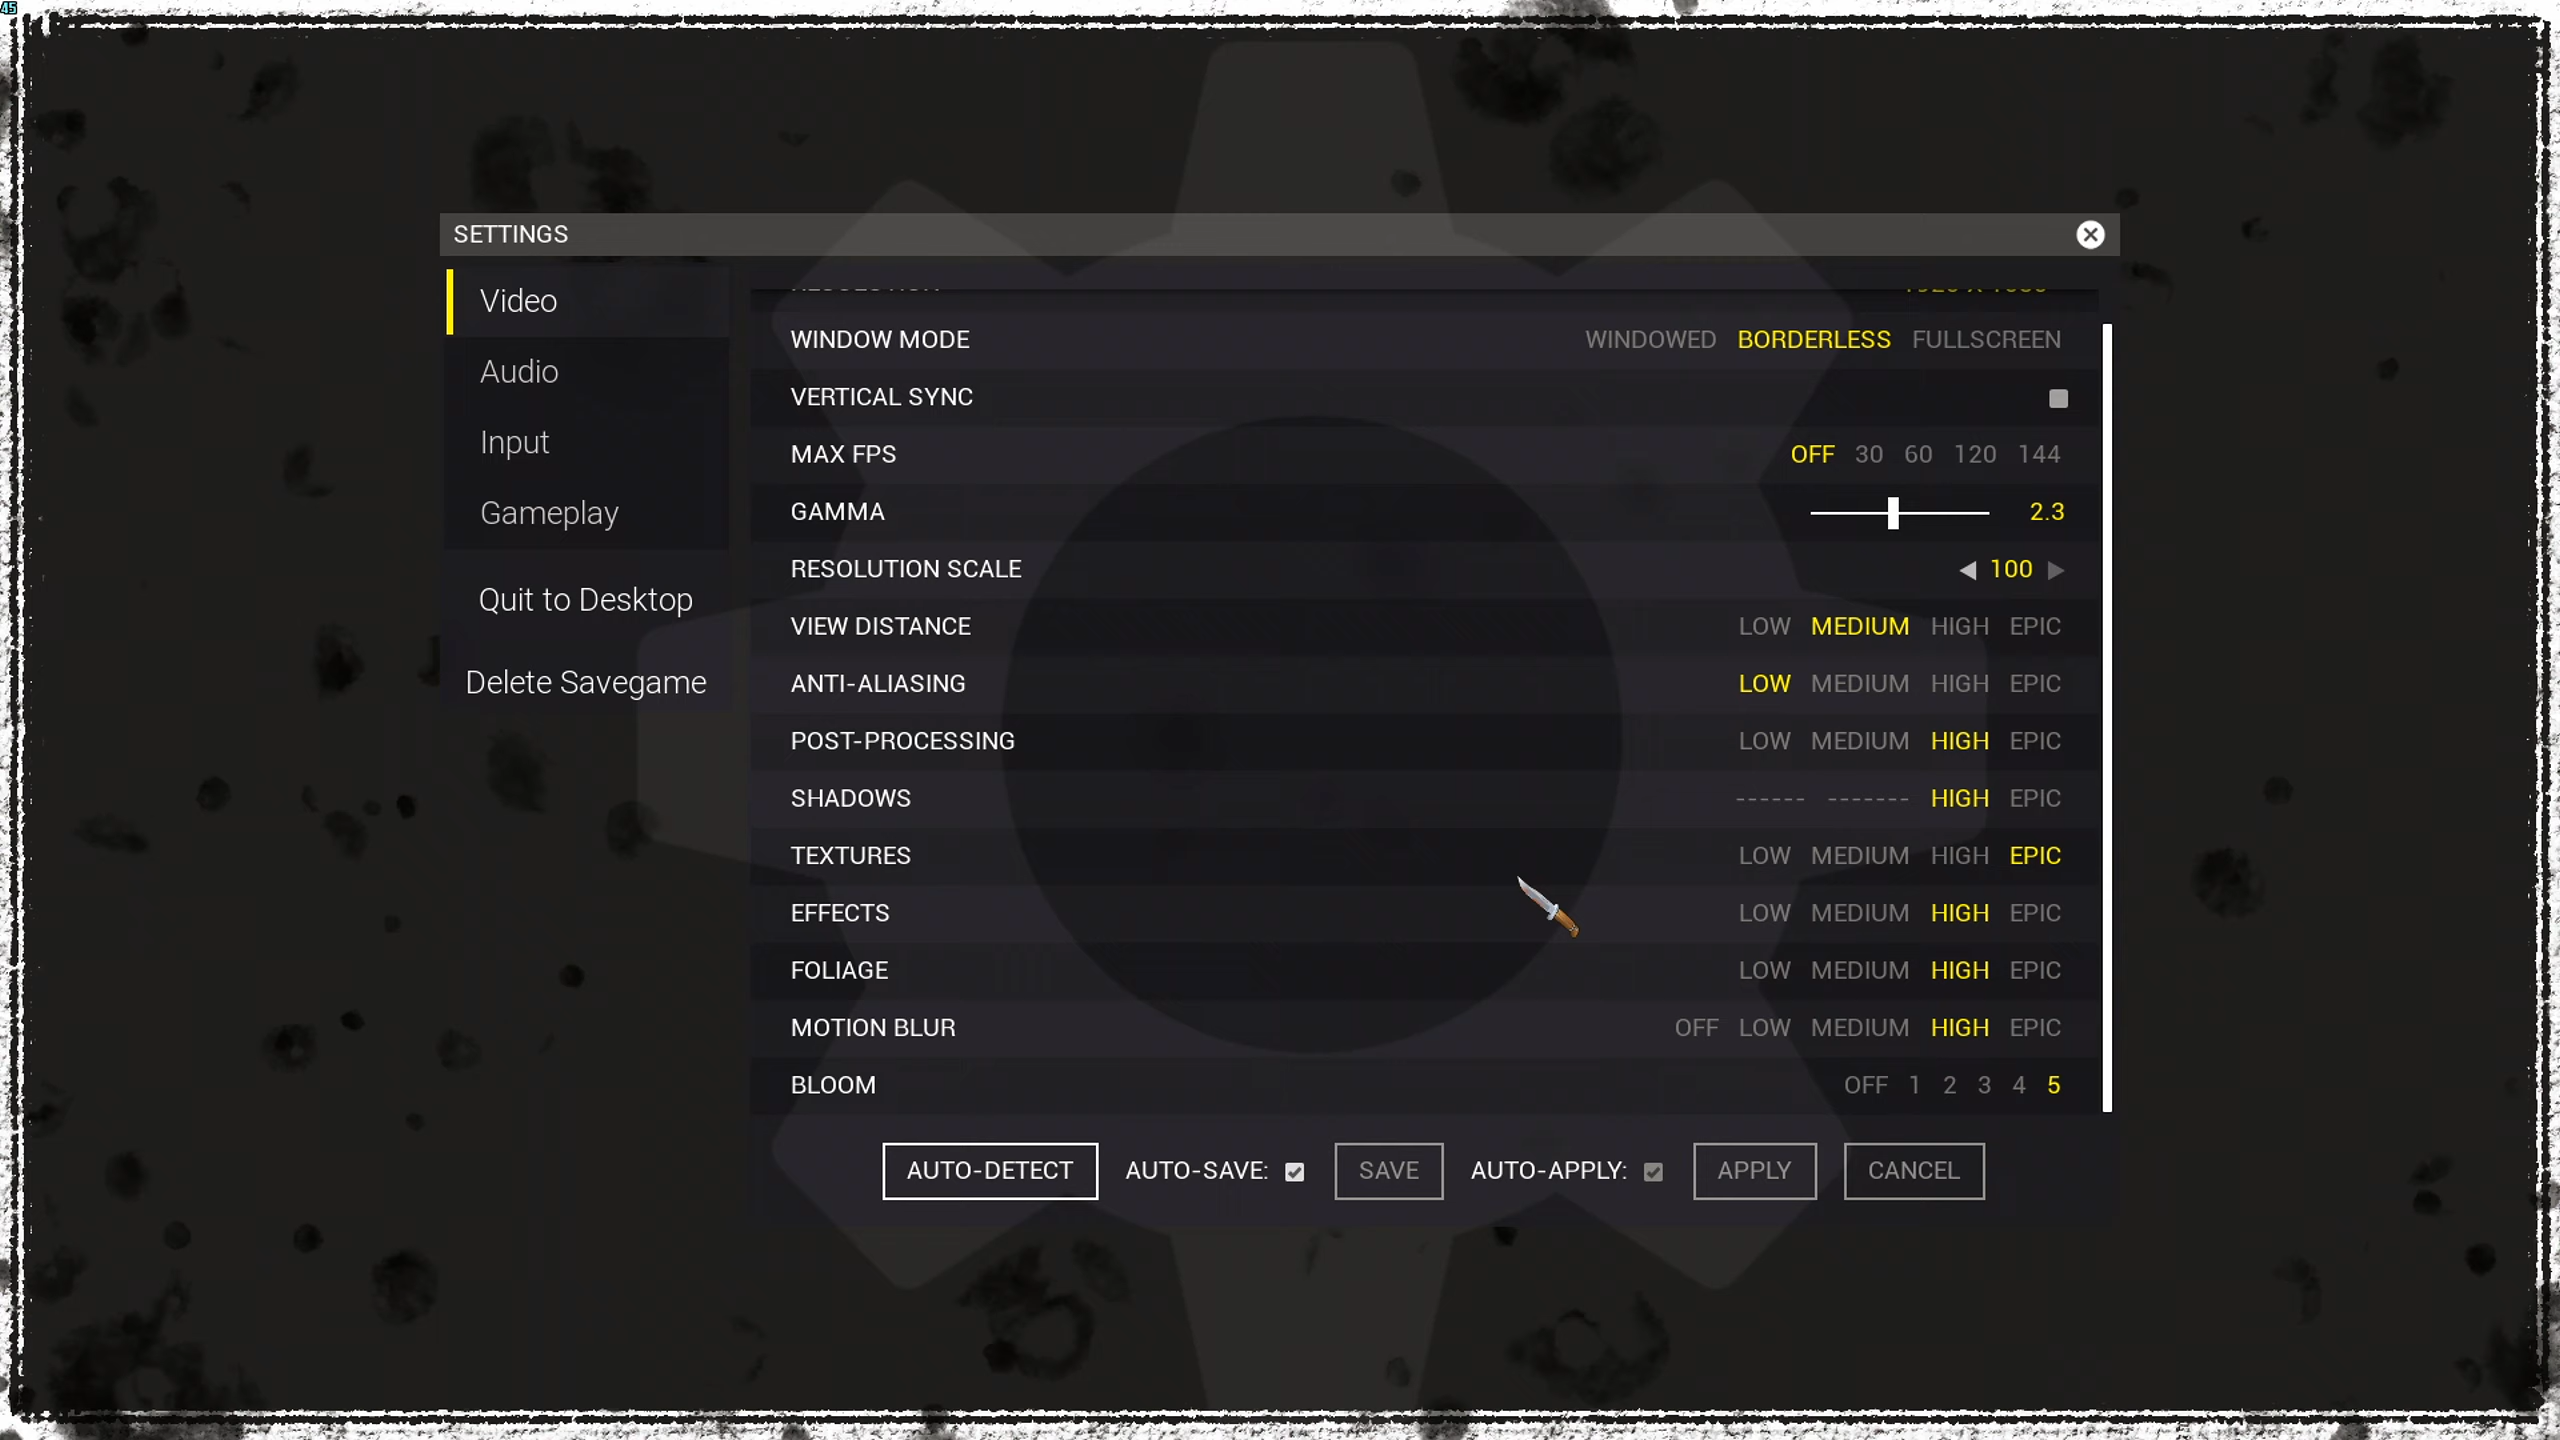 45
SETTINGS
Video
Audio
Input
Gameplay
Quit to Desktop
Delete Savegame
WINDOW MODE WINDOWED BORDERLESS FULLSCREEN
VERTICAL SYNC
MAX FPS OFF 30 60 120 144
GAMMA 2.3
RESOLUTION SCALE 100
VIEW DISTANCE LOW MEDIUM HIGH EPIC
ANTI-ALIASING LOW MEDIUM HIGH EPIC
POST-PROCESSING LOW MEDIUM HIGH EPIC
SHADOWS ------ ------- HIGH EPIC
TEXTURES LOW MEDIUM HIGH EPIC
EFFECTS LOW MEDIUM HIGH EPIC
FOLIAGE LOW MEDIUM HIGH EPIC
MOTION BLUR OFF LOW MEDIUM HIGH EPIC
BLOOM OFF 1 2 3 4 5
AUTO-DETECT AUTO-SAVE: SAVE AUTO-APPLY: APPLY CANCEL